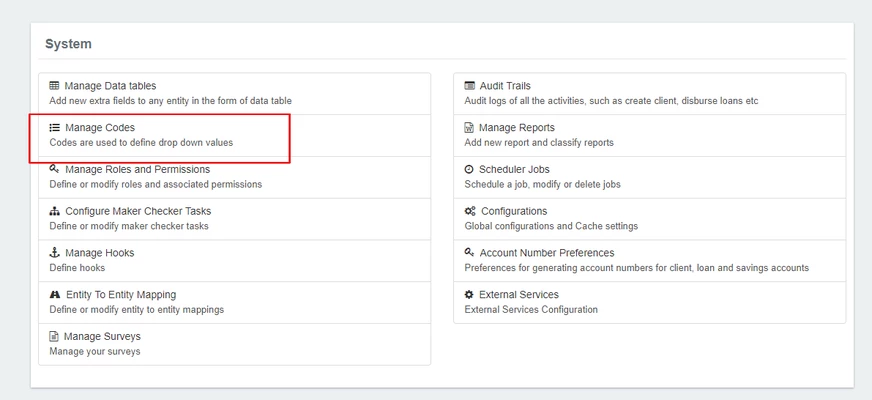 System
Manage Data tables
Add new extra fields to any entity in the form of data table
Manage Codes
Codes are used to define drop down values
Manage Roles and Permissions
Define or modify roles and associated permissions
Configure Maker Checker Tasks
Define or modify maker checker tasks
Manage Hooks
Define hooks
Entity To Entity Mapping
Define or modify entity to entity mappings
Manage Surveys
Manage your surveys
Audit Trails
Audit logs of all the activities, such as create client, disburse loans etc
Manage Reports
Add new report and classify reports
Scheduler Jobs
Schedule a job, modify or delete jobs
Configurations
Global configurations and Cache settings
Account Number Preferences
Preferences for generating account numbers for client, loan and savings accounts
External Services
External Services Configuration